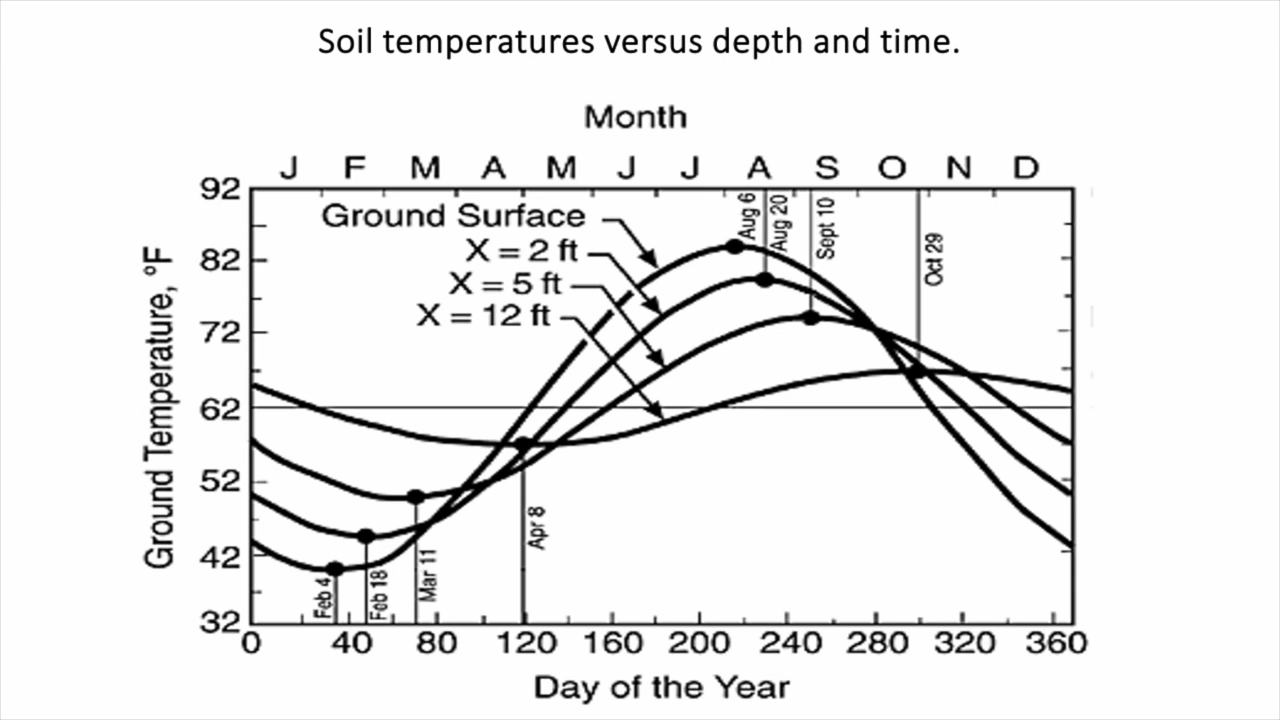 Soil temperatures versus depth and time.
Month
J F M A M J J A S O N D
92
82
72
62
52
42
32
Ground Temperature, °F
Ground Surface
X = 2 ft
X = 5 ft
X = 12 ft
Aug 6
Aug 20
Sept 10
Oct 29
Feb 4
Feb 18
Mar 11
Apr 8
0 40 80 120 160 200 240 280 320 360
Day of the Year